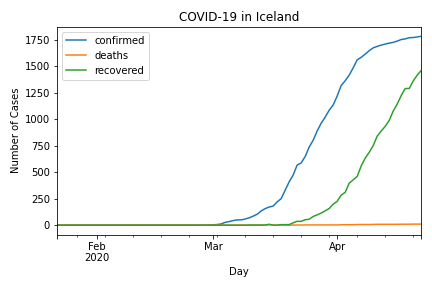 COVID-19 in Iceland
confirmed
deaths
recovered
Number of Cases
1750
1500
1250
1000
750
500
250
0
Feb
2020
Mar
Apr
Day